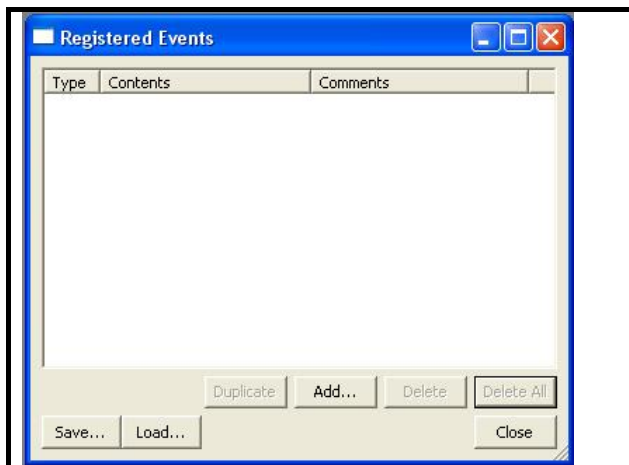 Registered Events
Type Contents Comments
Duplicate Add... Delete Delete All
Save... Load... Close